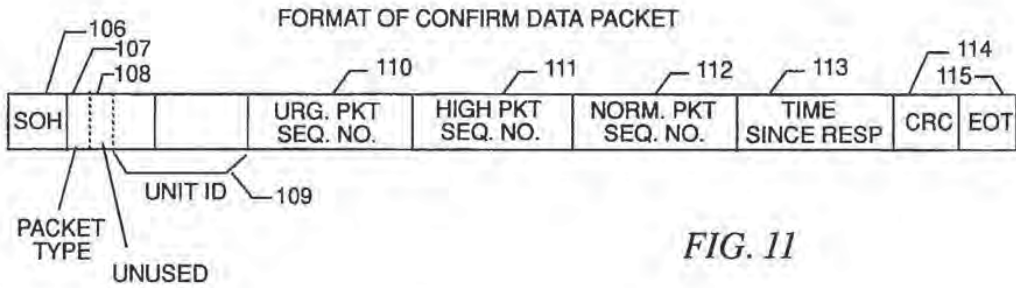 FORMAT OF CONFIRM DATA PACKET
106
107
108
110
111
112
113
114
115
SOH
URG. PKT
SEQ. NO.
HIGH PKT
SEQ. NO.
NORM. PKT
SEQ. NO.
TIME
SINCE RESP
CRC
EOT
UNIT ID
109
PACKET
TYPE
UNUSED
FIG. 11